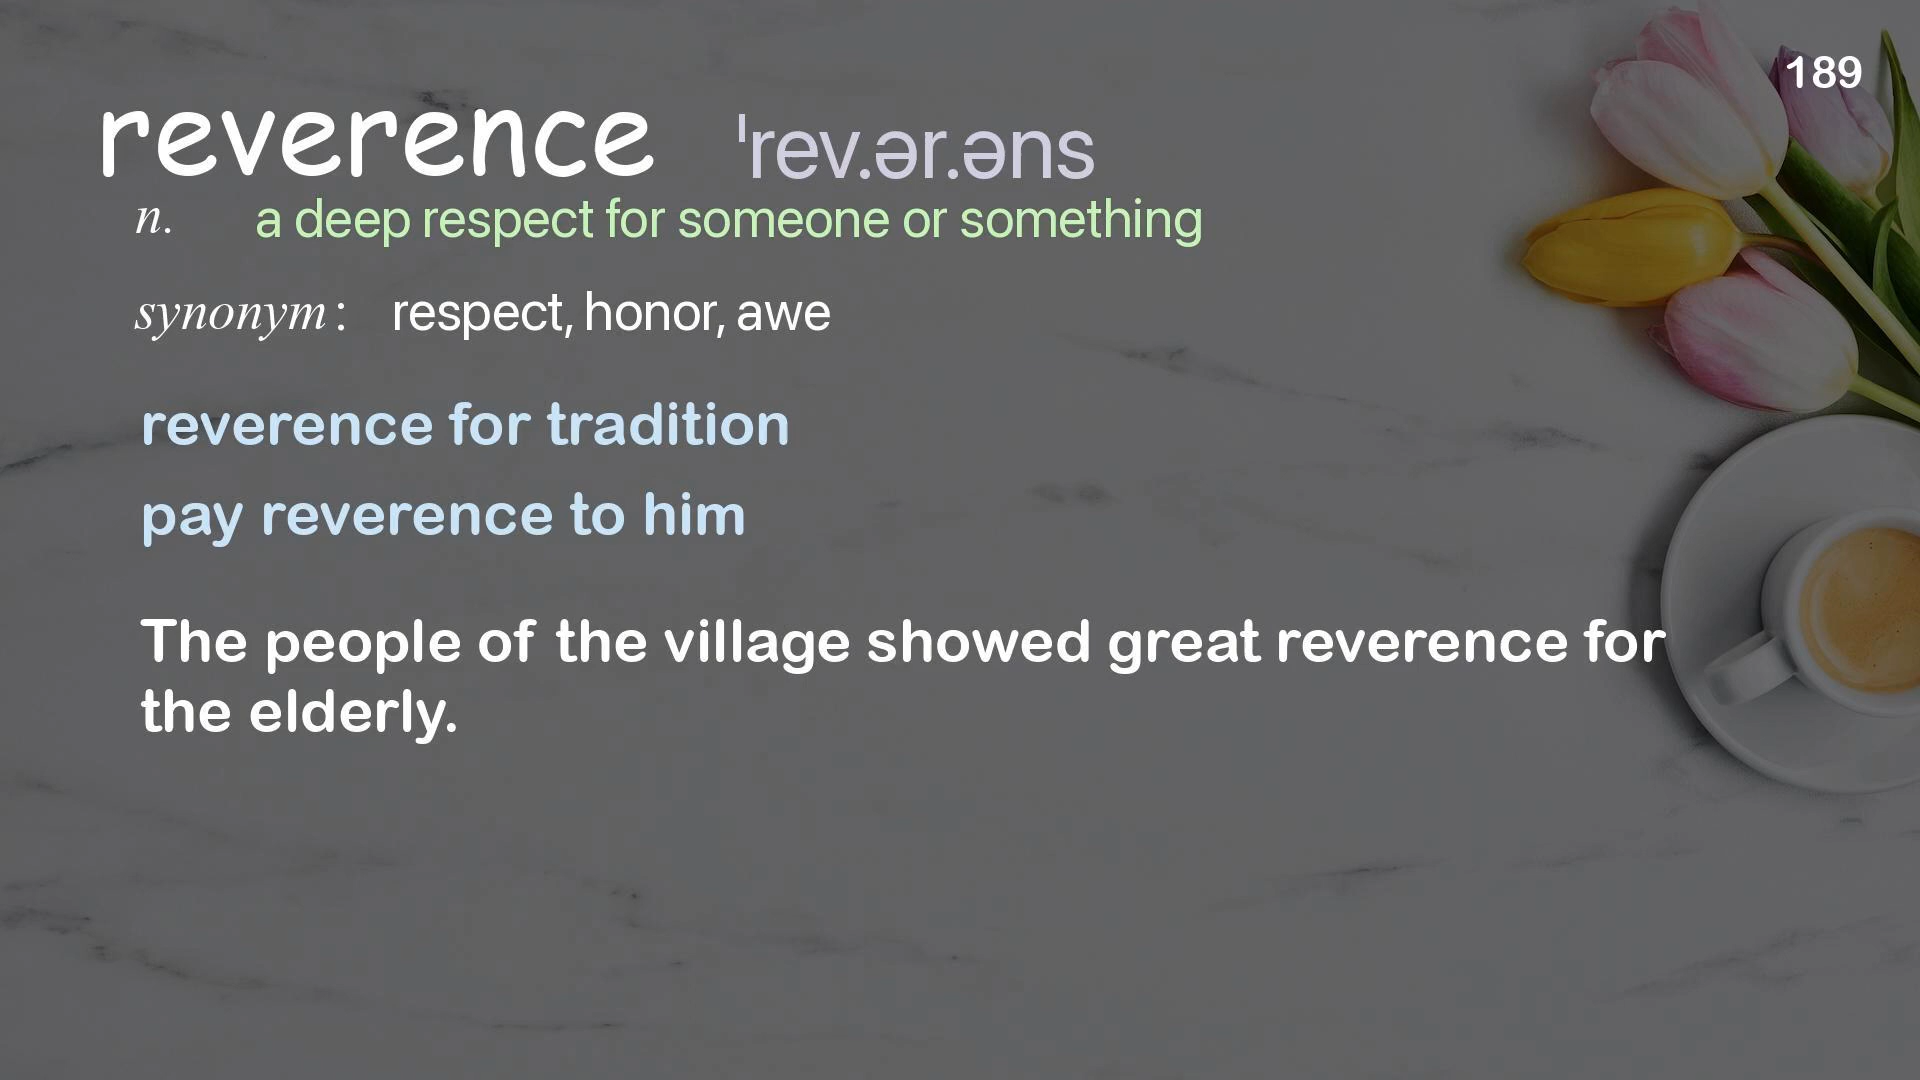 189
reverence ˈrev.ər.əns
n. a deep respect for someone or something
synonym: respect, honor, awe
reverence for tradition
pay reverence to him
The people of the village showed great reverence for
the elderly.